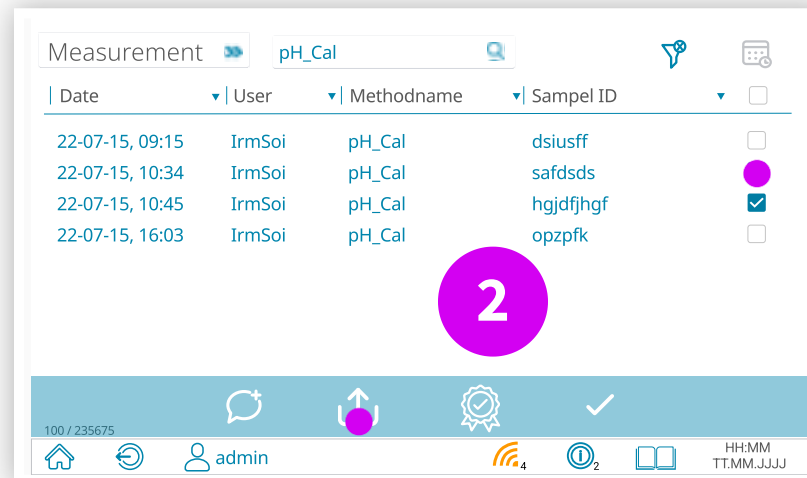 Measurement pH_Cal
Date User Methodname Sampel ID
22-07-15, 09:15 IrmSoi pH_Cal dsiusff
22-07-15, 10:34 IrmSoi pH_Cal safdsds
22-07-15, 10:45 IrmSoi pH_Cal hgjdfjhgf
22-07-15, 16:03 IrmSoi pH_Cal opzpfk
2
100 / 235675
admin 4 2 HH:MM
TT.MM.JJJJ